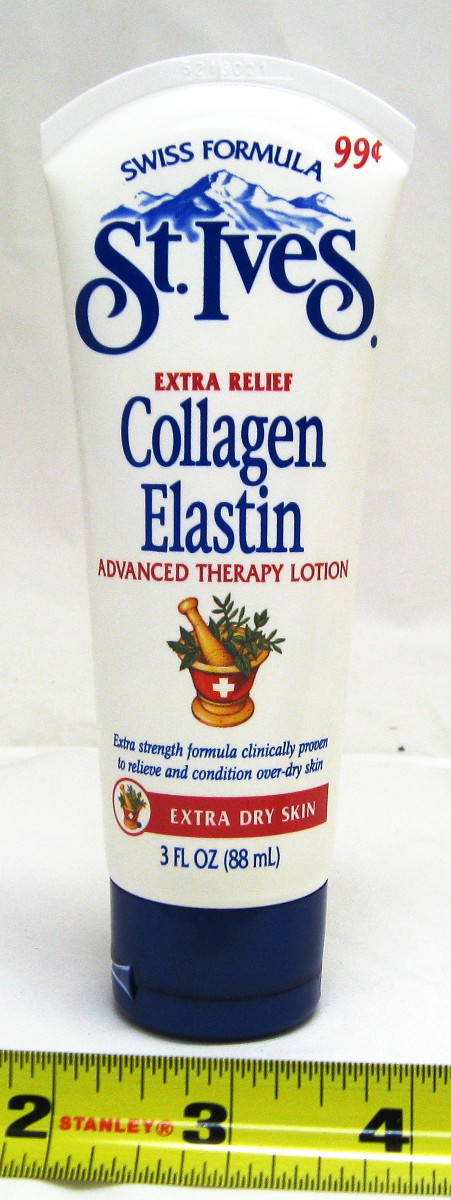 SWISS FORMULA
99¢
St. Ives.
EXTRA RELIEF
Collagen
Elastin
ADVANCED THERAPY LOTION
Extra strength formula clinically proven
to relieve and condition over-dry skin
EXTRA DRY SKIN
3 FL OZ (88 mL)
2 STANLEY® 3 4